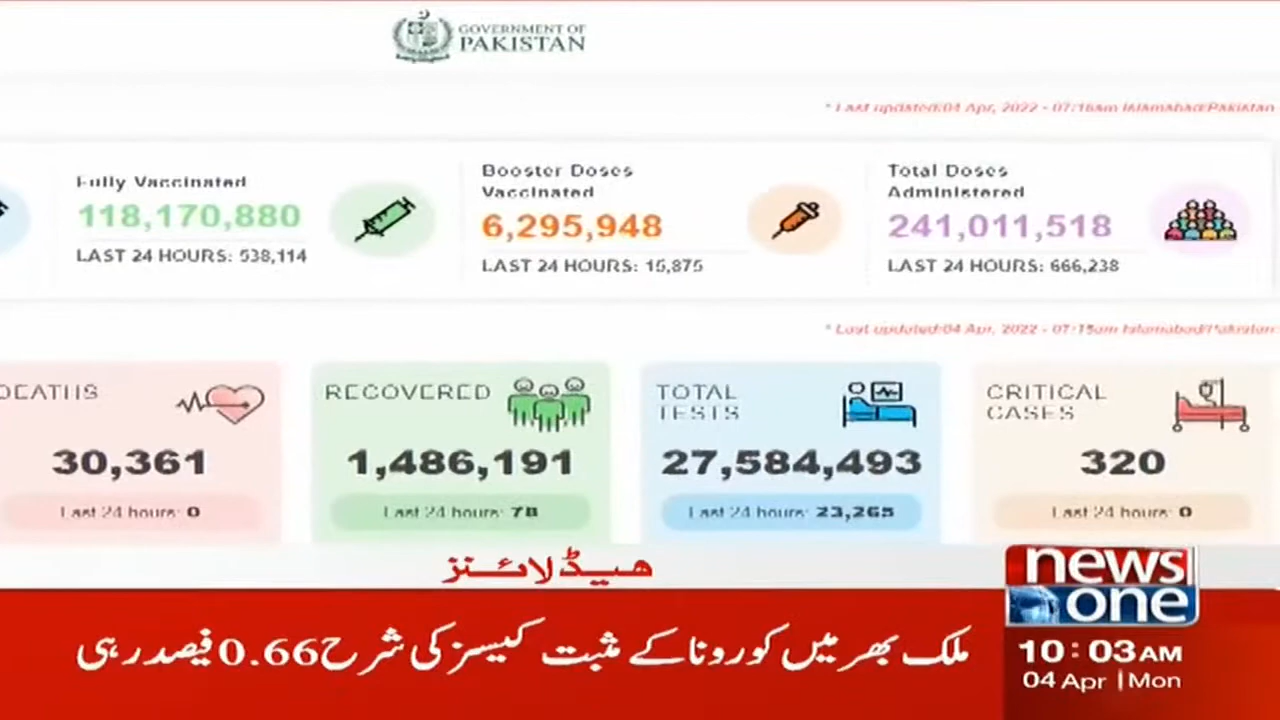 GOVERNMENT OF
PAKISTAN
* Last updated:04 Apr, 2022 - 07:16am Islamabad/Pakistan
Fully Vaccinated
118,170,880
LAST 24 HOURS: 538,114
Booster Doses
Vaccinated
6,295,948
LAST 24 HOURS: 15,875
Total Doses
Administered
241,011,518
LAST 24 HOURS: 666,238
* Last updated:04 Apr, 2022 - 07:15am Islamabad/Pakistan
DEATHS
30,361
Last 24 hours: 0
RECOVERED
1,486,191
Last 24 hours: 78
TOTAL
TESTS
27,584,493
Last 24 hours: 23,265
CRITICAL
CASES
320
Last 24 hours: 0
ھیڈلائنز
ملک بھر میں کورونا کے مثبت کیسز کی شرح 0.66 فیصد رہی
news
one
10:03AM
04 Apr | Mon